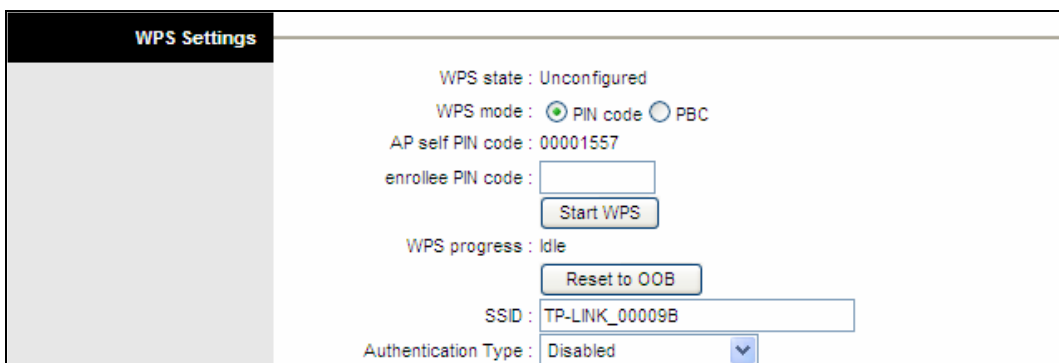 WPS Settings
WPS state : Unconfigured
WPS mode : PIN code PBC
AP self PIN code : 00001557
enrollee PIN code :
Start WPS
WPS progress : Idle
Reset to OOB
SSID : TP-LINK_00009B
Authentication Type : Disabled